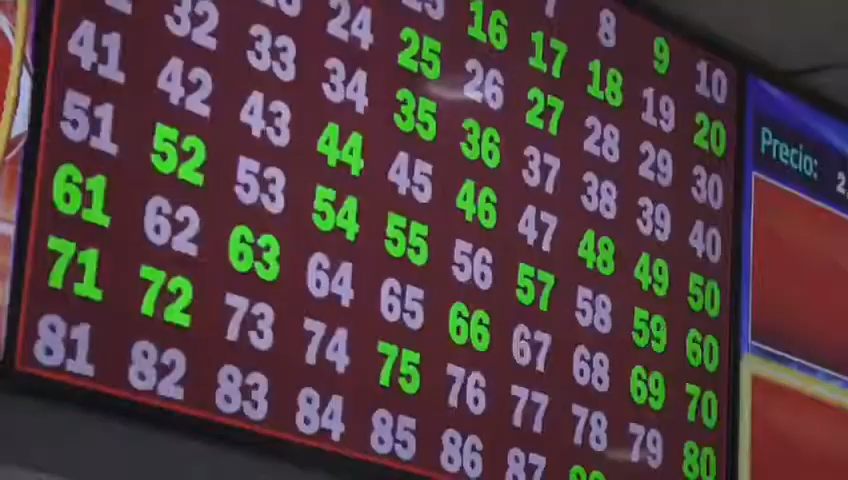 8 9 10
16 17 18 19 20
32 33 24 25 26 27 28 29 30
41 42 43 34 35 36 37 38 39 40
51 52 53 44 45 46 47 48 49 50
61 62 63 54 55 56 57 58 59 60
71 72 73 64 65 66 67 68 69 70
81 82 83 74 75 76 77 78 79 80
84 85 86 87
Precio: 2,